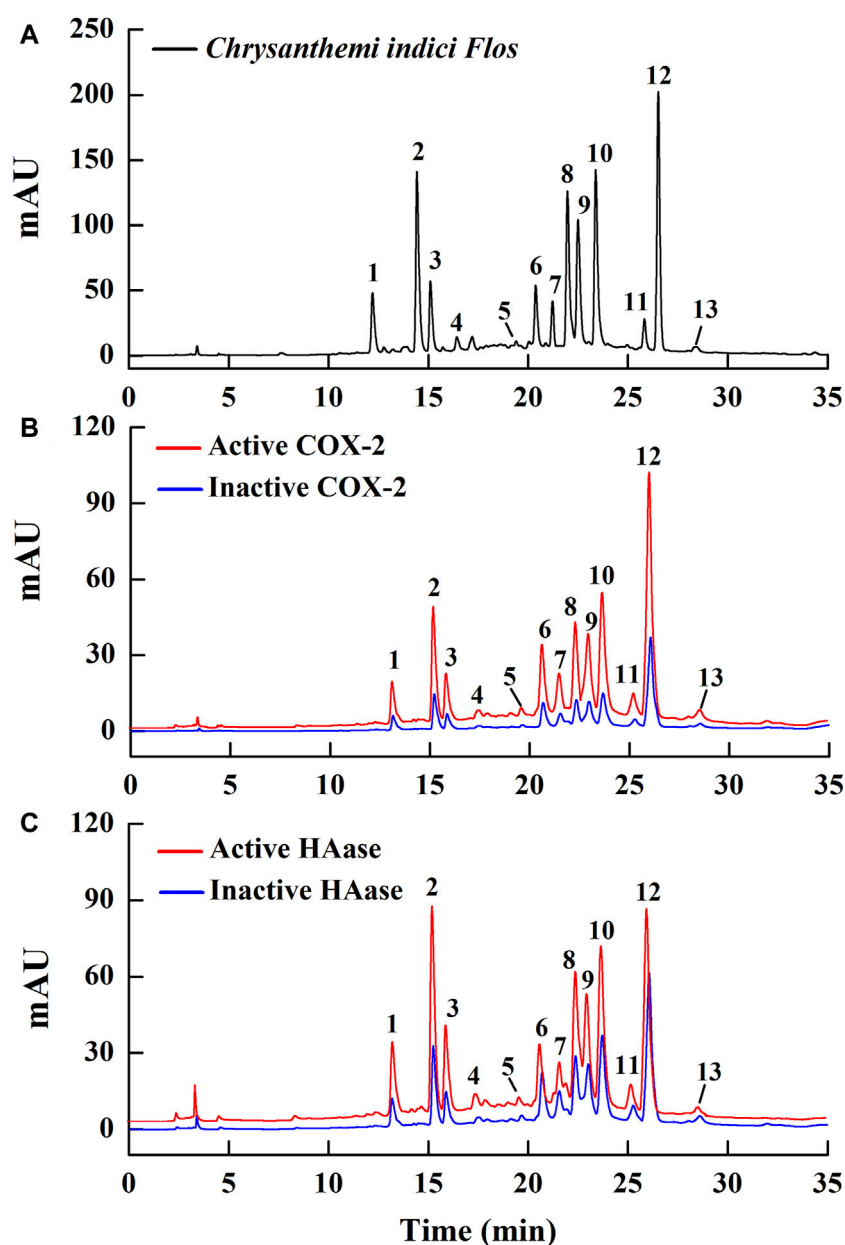 A
Chrysanthemi indici Flos
250
200
150
100
50
0
mAU
1 2 3 4 5 6 7 8 9 10 11 12 13
0 5 10 15 20 25 30 35
B
Active COX-2
Inactive COX-2
120
90
60
30
0
mAU
1 2 3 4 5 6 7 8 9 10 11 12 13
0 5 10 15 20 25 30 35
C
Active HAase
Inactive HAase
120
90
60
30
0
mAU
1 2 3 4 5 6 7 8 9 10 11 12 13
0 5 10 15 20 25 30 35
Time (min)